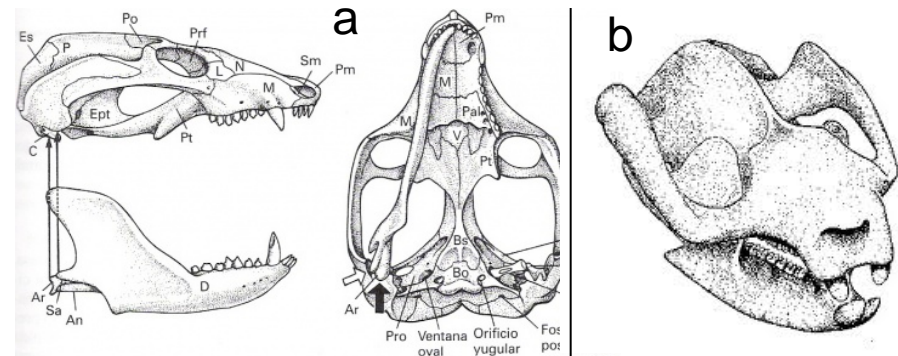 a
b
Po
Es
P
Prf
L
N
Sm
Pm
M
Ept
Pt
C
D
Ar
Sa
An
Pm
M
M
Pal
V
Pt
Bs
Bo
Ar
Pro
Ventana
oval
Orificio
yugular